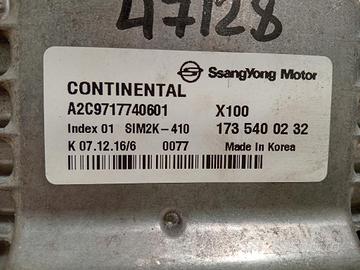 47128
SsangYong Motor
CONTINENTAL
A2C9717740601 X100
Index 01 SIM2K-410 173 540 02 32
K 07.12.16/6 0077 Made In Korea